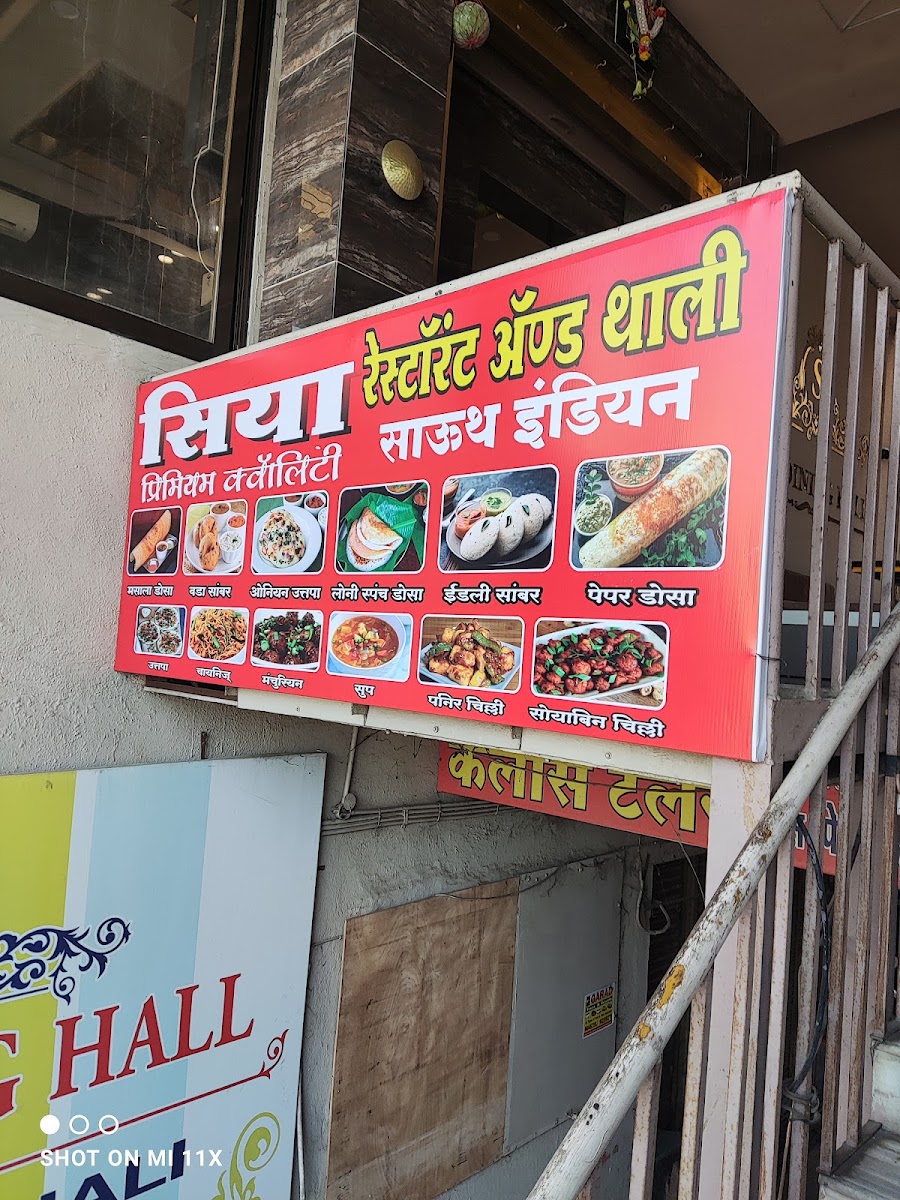 सिया रेस्टॉरंट अॅण्ड थाली
प्रिमियम क्वॉलिटी साऊथ इंडियन
मसाला डोसा वडा सांबर ओनियन उत्तपा लोनी स्पंच डोसा ईडली सांबर पेपर डोसा
उत्तपा चायनिज् मंचुरियन सुप पनिर चिल्ली सोयाबिन चिल्ली
HALL
SHOT ON MI 11X